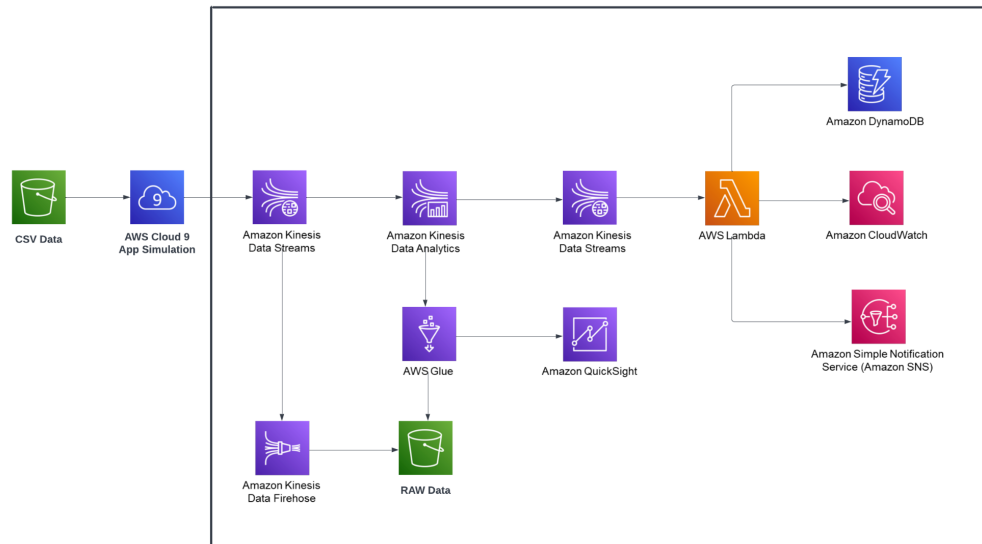 Amazon DynamoDB
CSV Data
9
AWS Cloud 9
App Simulation
Amazon Kinesis
Data Streams
Amazon Kinesis
Data Analytics
Amazon Kinesis
Data Streams
AWS Lambda
Amazon CloudWatch
AWS Glue
Amazon QuickSight
Amazon Simple Notification
Service (Amazon SNS)
Amazon Kinesis
Data Firehose
RAW Data